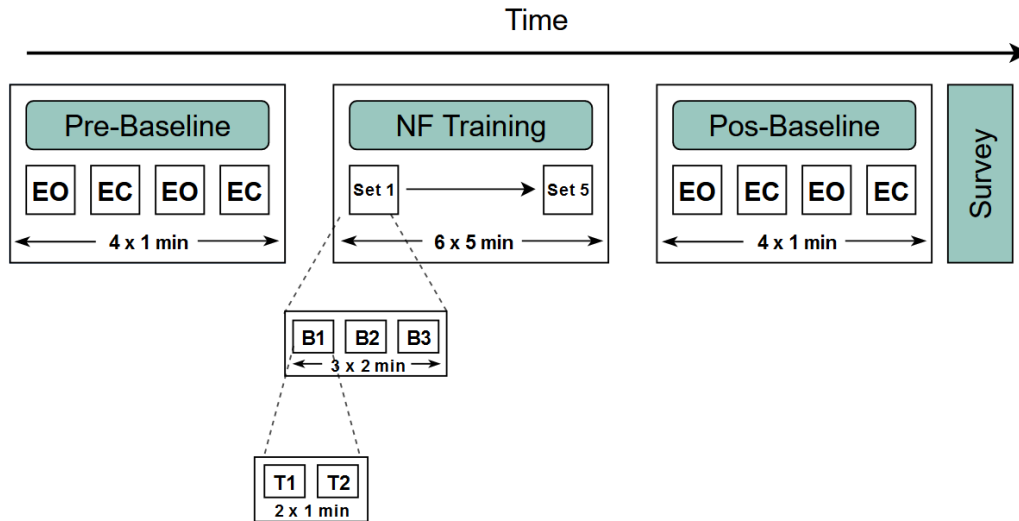 Time
Pre-Baseline
EO EC EO EC
4 x 1 min
NF Training
Set 1 Set 5
6 x 5 min
Pos-Baseline
EO EC EO EC
4 x 1 min
Survey
B1 B2 B3
3 x 2 min
T1 T2
2 x 1 min